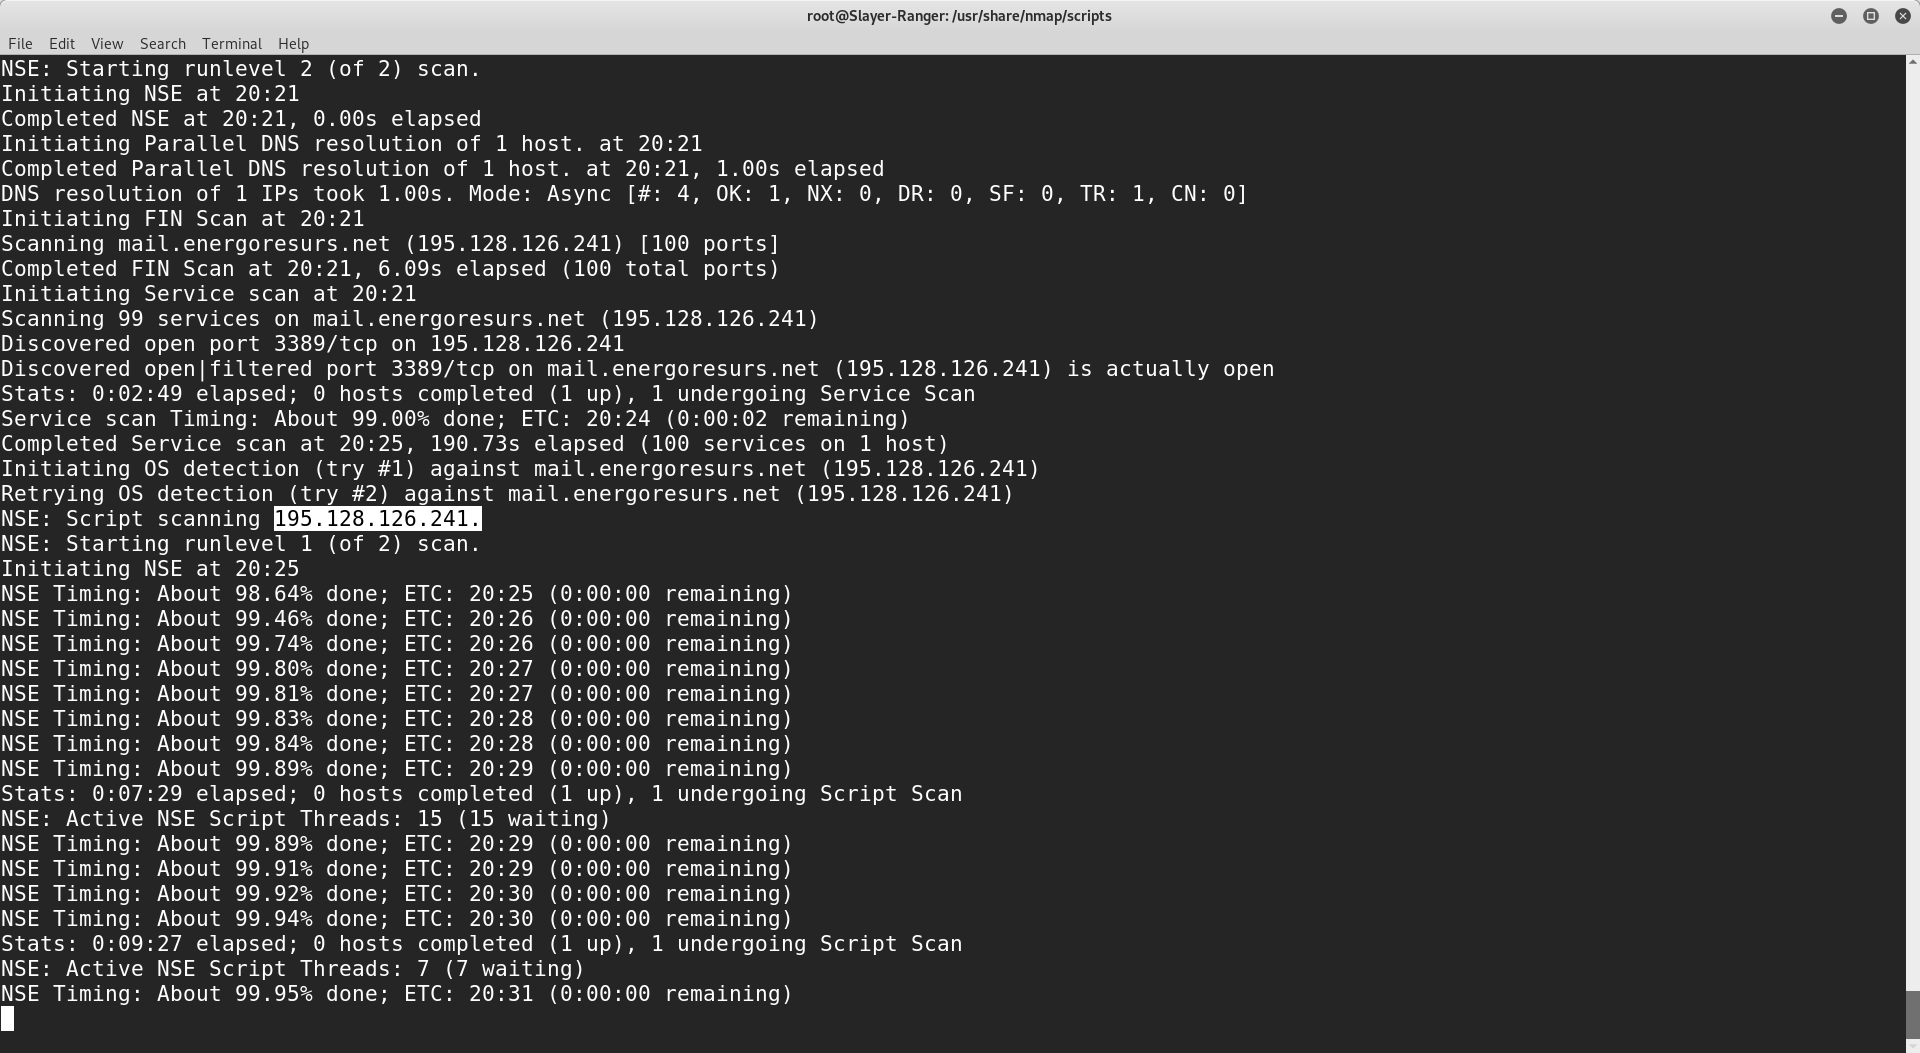 root@Slayer-Ranger: /usr/share/nmap/scripts
File Edit View Search Terminal Help
NSE: Starting runlevel 2 (of 2) scan.
Initiating NSE at 20:21
Completed NSE at 20:21, 0.00s elapsed
Initiating Parallel DNS resolution of 1 host. at 20:21
Completed Parallel DNS resolution of 1 host. at 20:21, 1.00s elapsed
DNS resolution of 1 IPs took 1.00s. Mode: Async [#: 4, OK: 1, NX: 0, DR: 0, SF: 0, TR: 1, CN: 0]
Initiating FIN Scan at 20:21
Scanning mail.energoresurs.net (195.128.126.241) [100 ports]
Completed FIN Scan at 20:21, 6.09s elapsed (100 total ports)
Initiating Service scan at 20:21
Scanning 99 services on mail.energoresurs.net (195.128.126.241)
Discovered open port 3389/tcp on 195.128.126.241
Discovered open|filtered port 3389/tcp on mail.energoresurs.net (195.128.126.241) is actually open
Stats: 0:02:49 elapsed; 0 hosts completed (1 up), 1 undergoing Service Scan
Service scan Timing: About 99.00% done; ETC: 20:24 (0:00:02 remaining)
Completed Service scan at 20:25, 190.73s elapsed (100 services on 1 host)
Initiating OS detection (try #1) against mail.energoresurs.net (195.128.126.241)
Retrying OS detection (try #2) against mail.energoresurs.net (195.128.126.241)
NSE: Script scanning 195.128.126.241.
NSE: Starting runlevel 1 (of 2) scan.
Initiating NSE at 20:25
NSE Timing: About 98.64% done; ETC: 20:25 (0:00:00 remaining)
NSE Timing: About 99.46% done; ETC: 20:26 (0:00:00 remaining)
NSE Timing: About 99.74% done; ETC: 20:26 (0:00:00 remaining)
NSE Timing: About 99.80% done; ETC: 20:27 (0:00:00 remaining)
NSE Timing: About 99.81% done; ETC: 20:27 (0:00:00 remaining)
NSE Timing: About 99.83% done; ETC: 20:28 (0:00:00 remaining)
NSE Timing: About 99.84% done; ETC: 20:28 (0:00:00 remaining)
NSE Timing: About 99.89% done; ETC: 20:29 (0:00:00 remaining)
Stats: 0:07:29 elapsed; 0 hosts completed (1 up), 1 undergoing Script Scan
NSE: Active NSE Script Threads: 15 (15 waiting)
NSE Timing: About 99.89% done; ETC: 20:29 (0:00:00 remaining)
NSE Timing: About 99.91% done; ETC: 20:29 (0:00:00 remaining)
NSE Timing: About 99.92% done; ETC: 20:30 (0:00:00 remaining)
NSE Timing: About 99.94% done; ETC: 20:30 (0:00:00 remaining)
Stats: 0:09:27 elapsed; 0 hosts completed (1 up), 1 undergoing Script Scan
NSE: Active NSE Script Threads: 7 (7 waiting)
NSE Timing: About 99.95% done; ETC: 20:31 (0:00:00 remaining)